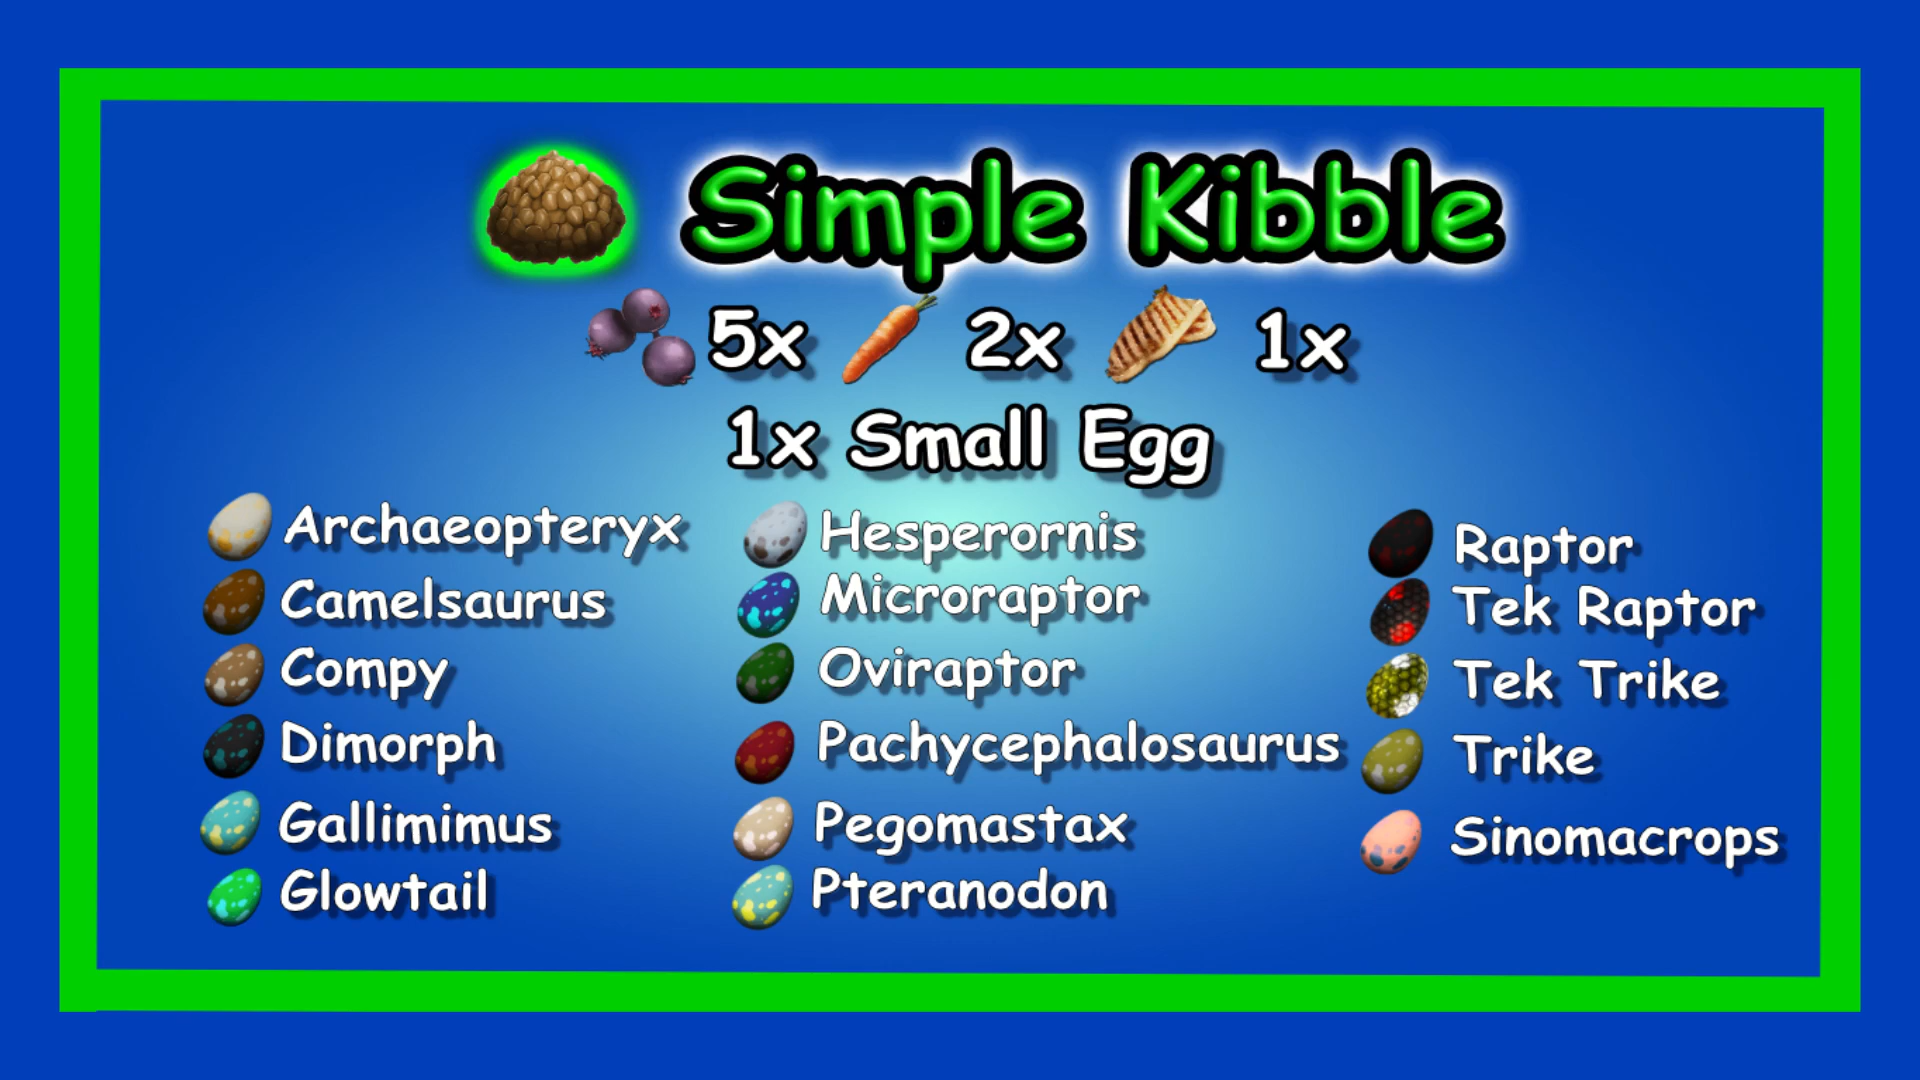 Simple Kibble
5x 2x 1x
1x Small Egg
Archaeopteryx
Camelsaurus
Compy
Dimorph
Gallimimus
Glowtail
Hesperornis
Microraptor
Oviraptor
Pachycephalosaurus
Pegomastax
Pteranodon
Raptor
Tek Raptor
Tek Trike
Trike
Sinomacrops